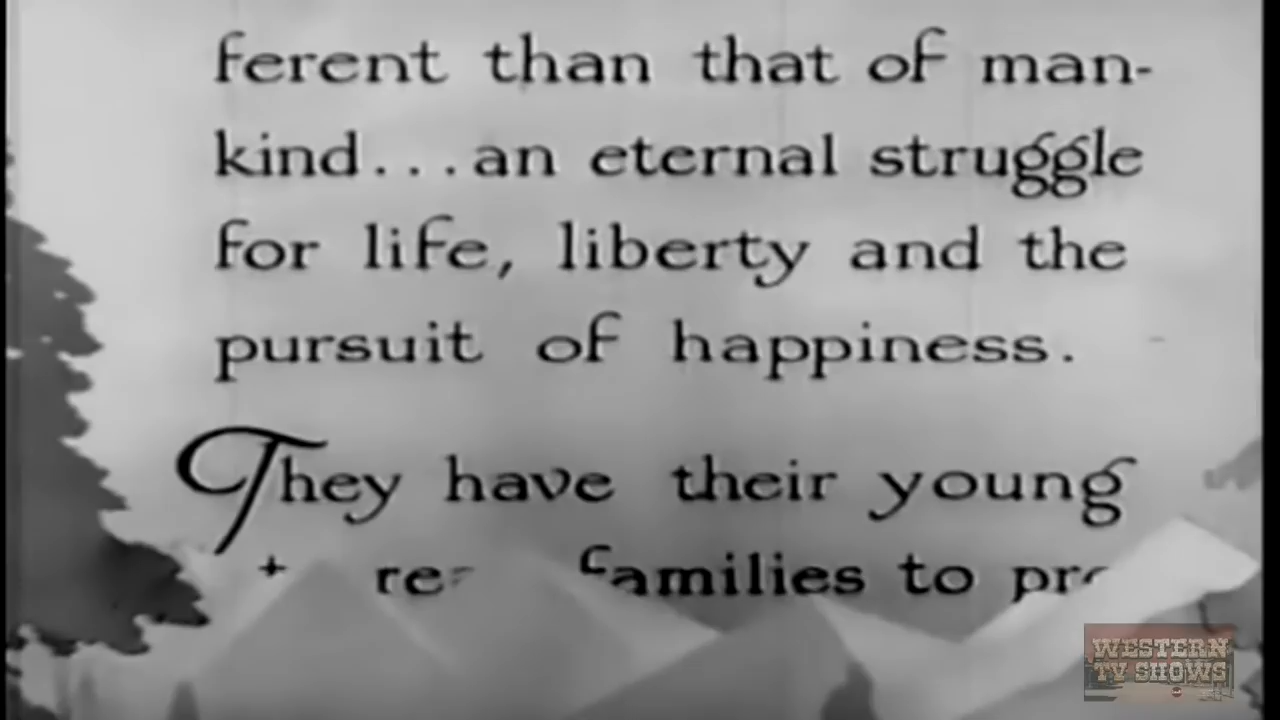 ferent than that of man-
kind...an eternal struggle
for life, liberty and the
pursuit of happiness.
They have their young
families to
WESTERN
TV SHOWS